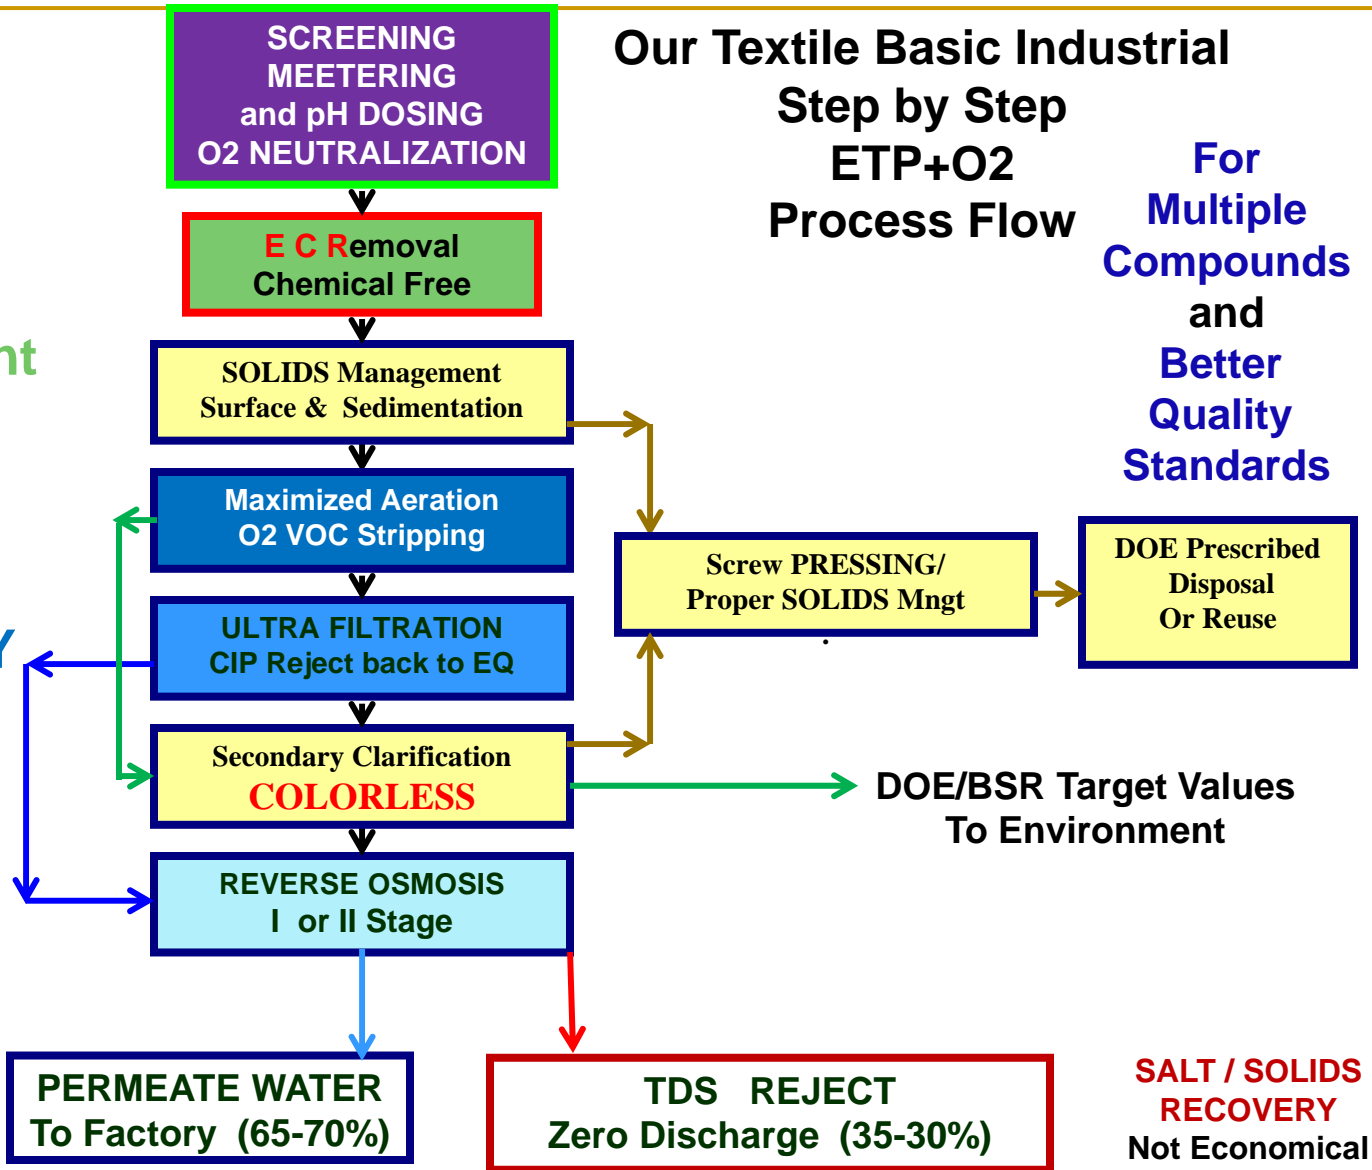 SCREENING
MEETERING
and pH DOSING
O2 NEUTRALIZATION
Our Textile Basic Industrial
Step by Step
ETP+O2
Process Flow
For
Multiple
Compounds
and
Better
Quality
Standards
E C Removal
Chemical Free
nt
SOLIDS Management
Surface & Sedimentation
Maximized Aeration
O2 VOC Stripping
Screw PRESSING/
Proper SOLIDS Mngt
.
DOE Prescribed
Disposal
Or Reuse
ULTRA FILTRATION
CIP Reject back to EQ
Y
Secondary Clarification
COLORLESS
DOE/BSR Target Values
To Environment
REVERSE OSMOSIS
I or II Stage
PERMEATE WATER
To Factory (65-70%)
TDS REJECT
Zero Discharge (35-30%)
SALT / SOLIDS
RECOVERY
Not Economical